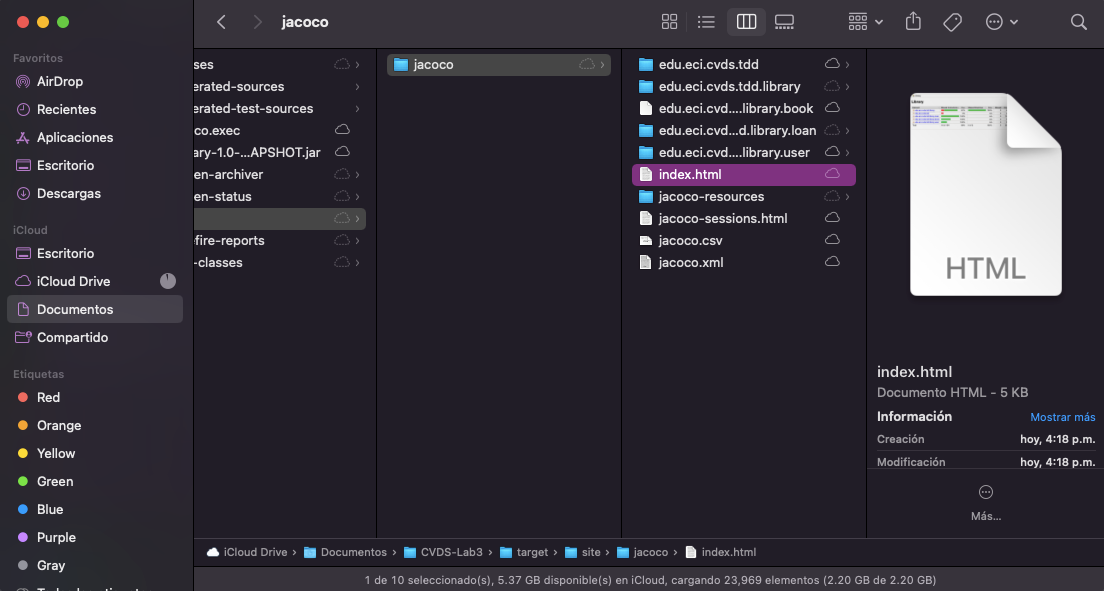 jacoco
Favoritos
AirDrop
Recientes
Aplicaciones
Escritorio
Descargas
iCloud
Escritorio
iCloud Drive
Documentos
Compartido
Etiquetas
Red
Orange
Yellow
Green
Blue
Purple
Gray
ses
erated-sources
erated-test-sources
co.exec
ary-1.0-...APSHOT.jar
en-archiver
en-status
fire-reports
-classes
jacoco
edu.eci.cvds.tdd
edu.eci.cvds.tdd.library
edu.eci.cvd....library.book
edu.eci.cvd...d.library.loan
edu.eci.cvd....library.user
index.html
jacoco-resources
jacoco-sessions.html
jacoco.csv
jacoco.xml
HTML
index.html
Documento HTML - 5 KB
Información Mostrar más
Creación hoy, 4:18 p.m.
Modificación hoy, 4:18 p.m.
Más...
iCloud Drive › Documentos › CVDS-Lab3 › target › site › jacoco › index.html
1 de 10 seleccionado(s), 5.37 GB disponible(s) en iCloud, cargando 23,969 elementos (2.20 GB de 2.20 GB)